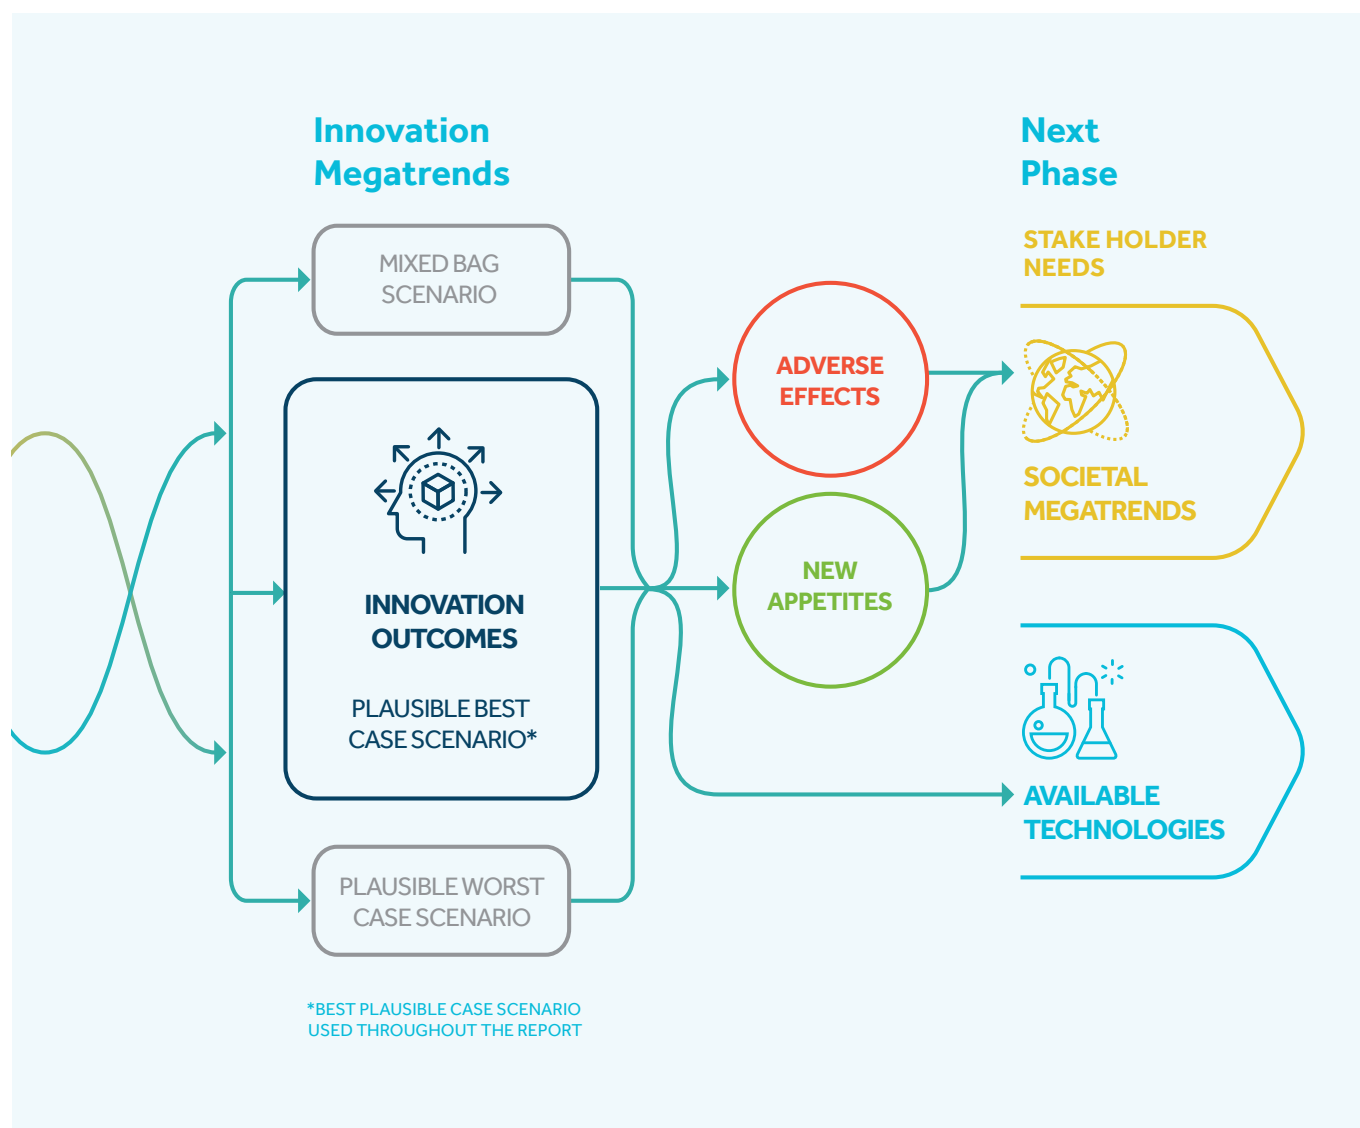 Innovation
Megatrends
MIXED BAG
SCENARIO
INNOVATION
OUTCOMES
PLAUSIBLE BEST
CASE SCENARIO*
PLAUSIBLE WORST
CASE SCENARIO
*BEST PLAUSIBLE CASE SCENARIO
USED THROUGHOUT THE REPORT
ADVERSE
EFFECTS
NEW
APPETITES
Next
Phase
STAKE HOLDER
NEEDS
SOCIETAL
MEGATRENDS
AVAILABLE
TECHNOLOGIES